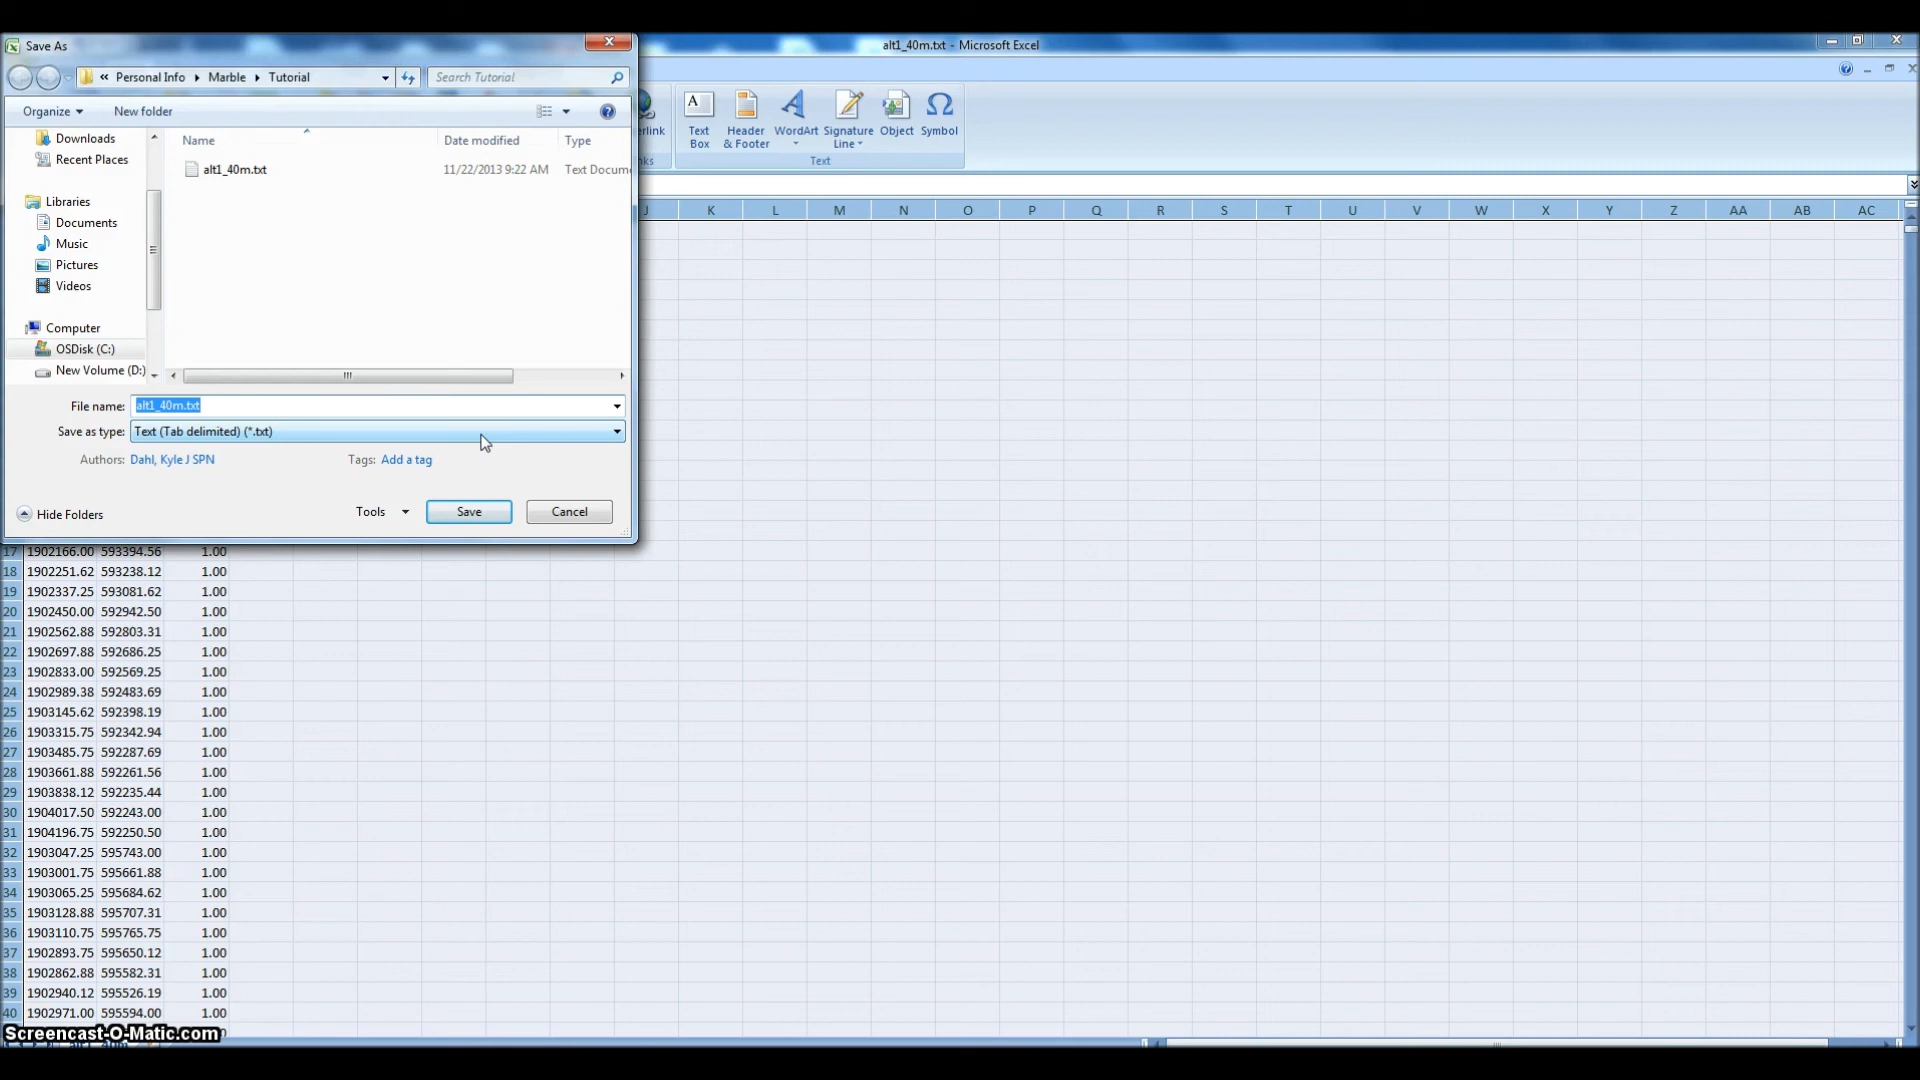 Save As
alt1_40m.txt - Microsoft Excel
« Personal Info Marble Tutorial
Search Tutorial
Organize New folder
Downloads
Recent Places
Libraries
Documents
Music
Pictures
Videos
Computer
OSDisk (C:)
New Volume (D:)
Name Date modified Type
alt1_40m.txt 11/22/2013 9:22 AM Text Docum
File name: alt1_40m.txt
Save as type: Text (Tab delimited) (*.txt)
Authors: Dahl, Kyle J SPN Tags: Add a tag
Hide Folders Tools Save Cancel
erlink
Text Box
Header & Footer
WordArt
Signature Line
Object
Symbol
Text
J K L M N O P Q R S T U V W X Y Z AA AB AC
17 1902166.00 593394.56 1.00
18 1902251.62 593238.12 1.00
19 1902337.25 593081.62 1.00
20 1902450.00 592942.50 1.00
21 1902562.88 592803.31 1.00
22 1902697.88 592686.25 1.00
23 1902833.00 592569.25 1.00
24 1902989.38 592483.69 1.00
25 1903145.62 592398.19 1.00
26 1903315.75 592342.94 1.00
27 1903485.75 592287.69 1.00
28 1903661.88 592261.56 1.00
29 1903838.12 592235.44 1.00
30 1904017.50 592243.00 1.00
31 1904196.75 592250.50 1.00
32 1903047.25 595743.00 1.00
33 1903001.75 595661.88 1.00
34 1903065.25 595684.62 1.00
35 1903128.88 595707.31 1.00
36 1903110.75 595765.75 1.00
37 1902893.75 595650.12 1.00
38 1902862.88 595582.31 1.00
39 1902940.12 595526.19 1.00
40 1902971.00 595594.00 1.00
Screencast-O-Matic.com